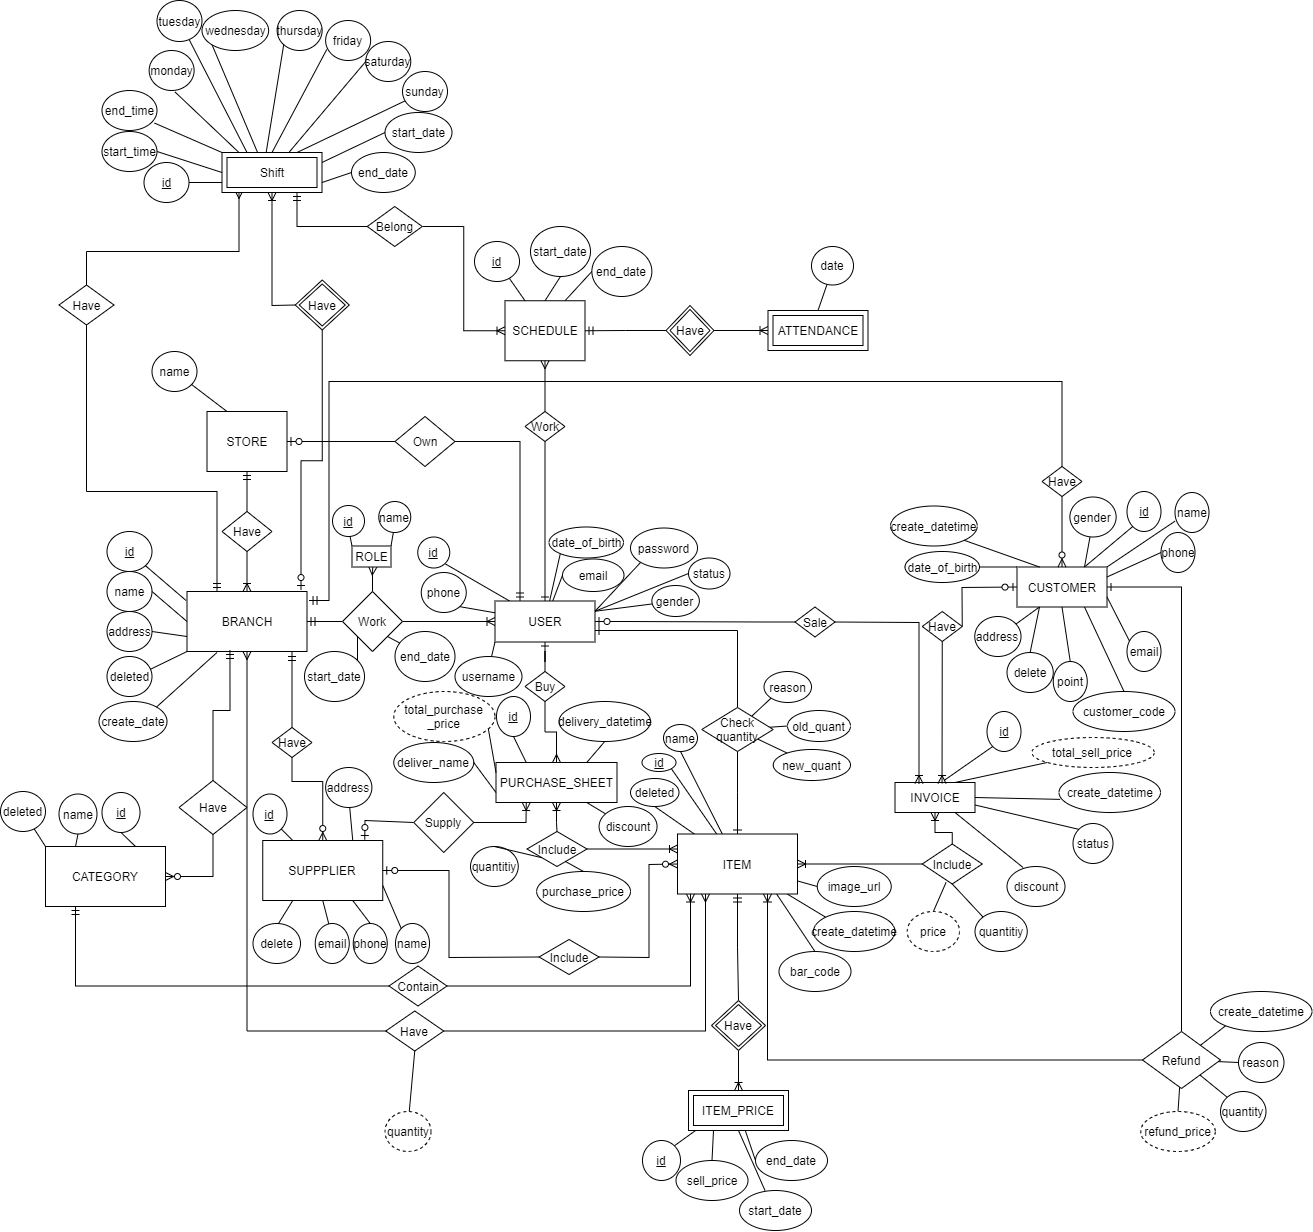 tuesday
wednesday
thursday
friday
saturday
monday
sunday
end_time
start_date
start_time
Shift
end_date
id
Belong
id
start_date
end_date
date
Have
Have
SCHEDULE
Have
ATTENDANCE
name
STORE
Own
Work
Have
id
name
create_datetime
gender
id
name
Have
id
ROLE
id
date_of_birth
password
phone
name
phone
email
status
date_of_birth
CUSTOMER
gender
address
BRANCH
Work
USER
Sale
Have
address
email
deleted
start_date
end_date
username
Buy
delete
point
create_date
total_purchase
_price
id
delivery_datetime
reason
customer_code
Check
quantity
old_quant
id
total_sell_price
Have
deliver_name
name
id
new_quant
PURCHASE_SHEET
address
deleted
INVOICE
create_datetime
deleted
name
id
Have
id
Supply
discount
status
quantitiy
Include
ITEM
Include
CATEGORY
SUPPPLIER
purchase_price
image_url
discount
delete
email
phone
name
create_datetime
price
quantitiy
Include
bar_code
Contain
Have
Have
create_datetime
Refund
reason
quantity
ITEM_PRICE
quantity
refund_price
id
end_date
sell_price
start_date